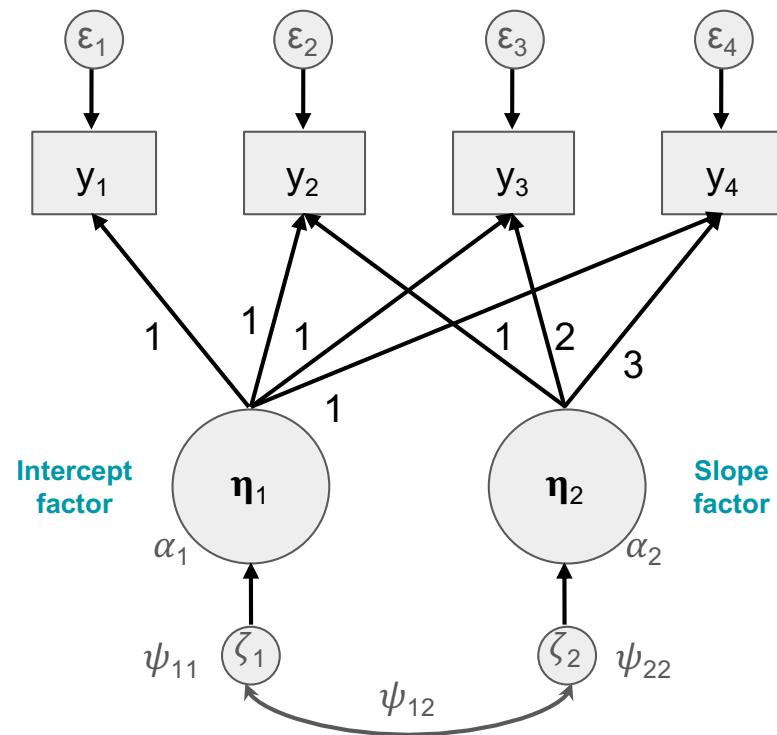 ε₁ ε₂ ε₃ ε₄
y₁ y₂ y₃ y₄
1 1 1 1 1 2 3
Intercept
factor
η₁
α₁
η₂
α₂
Slope
factor
ψ₁₁ ζ₁
ζ₂ ψ₂₂
ψ₁₂